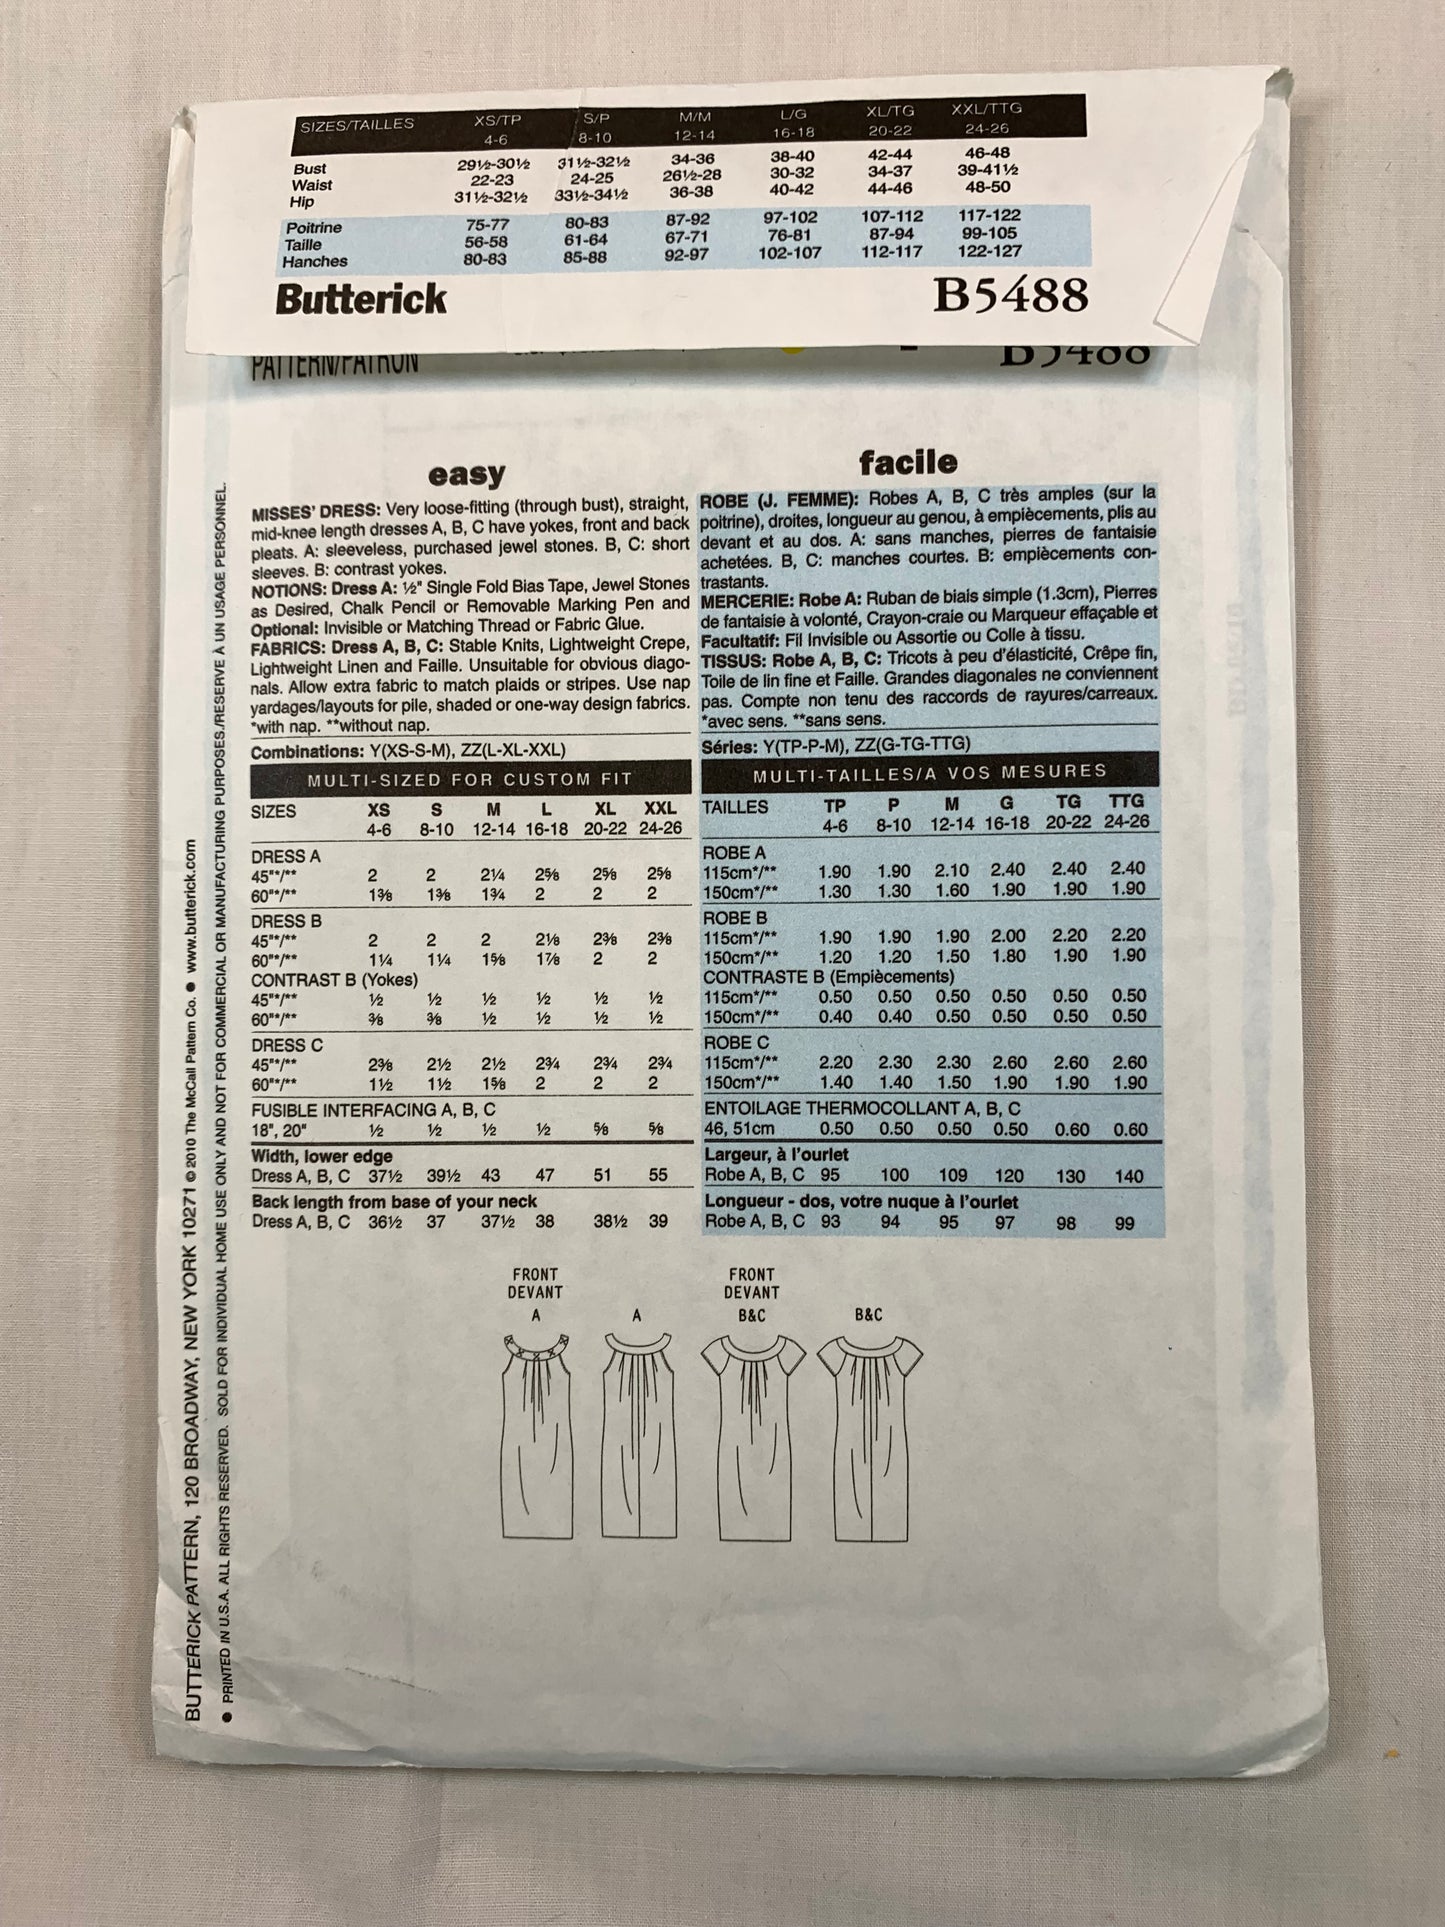 SIZES/TAILLES XS/TP S/P M/M L/G XL/TG XXL/TTG
4-6 8-10 12-14 16-18 20-22 24-26
Bust 29½-30½ 31½-32½ 34-36 38-40 42-44 46-48
Waist 22-23 24-25 26½-28 30-32 34-37 39-41½
Hip 31½-32½ 33½-34½ 36-38 40-42 44-46 48-50
Poitrine 75-77 80-83 87-92 97-102 107-112 117-122
Taille 56-58 61-64 67-71 76-81 87-94 99-105
Hanches 80-83 85-88 92-97 102-107 112-117 122-127
Butterick B5488
PATTERN/PATRON B5488
easy
MISSES' DRESS: Very loose-fitting (through bust), straight,
mid-knee length dresses A, B, C have yokes, front and back
pleats. A: sleeveless, purchased jewel stones. B, C: short
sleeves. B: contrast yokes.
NOTIONS: Dress A: ½" Single Fold Bias Tape, Jewel Stones
as Desired, Chalk Pencil or Removable Marking Pen and
Optional: Invisible or Matching Thread or Fabric Glue.
FABRICS: Dress A, B, C: Stable Knits, Lightweight Crepe,
Lightweight Linen and Faille. Unsuitable for obvious diago-
nals. Allow extra fabric to match plaids or stripes. Use nap
yardages/layouts for pile, shaded or one-way design fabrics.
*with nap. **without nap.
Combinations: Y(XS-S-M), ZZ(L-XL-XXL)
MULTI-SIZED FOR CUSTOM FIT
SIZES XS S M L XL XXL
4-6 8-10 12-14 16-18 20-22 24-26
DRESS A
45"*/** 2 2 2¼ 2⅝ 2⅝ 2⅝
60"*/** 1⅜ 1⅜ 1¾ 2 2 2
DRESS B
45"*/** 2 2 2 2⅛ 2⅜ 2⅜
60"*/** 1¼ 1¼ 1⅝ 1⅞ 2 2
CONTRAST B (Yokes)
45"*/** ½ ½ ½ ½ ½ ½
60"*/** ⅜ ⅜ ½ ½ ½ ½
DRESS C
45"*/** 2⅜ 2½ 2½ 2¾ 2¾ 2¾
60"*/** 1½ 1½ 1⅝ 2 2 2
FUSIBLE INTERFACING A, B, C
18", 20" ½ ½ ½ ½ ⅝ ⅝
Width, lower edge
Dress A, B, C 37½ 39½ 43 47 51 55
Back length from base of your neck
Dress A, B, C 36½ 37 37½ 38 38½ 39
facile
ROBE (J. FEMME): Robes A, B, C très amples (sur la
poitrine), droites, longueur au genou, à empiècements, plis au
devant et au dos. A: sans manches, pierres de fantaisie
achetées. B, C: manches courtes. B: empiècements con-
trastants.
MERCERIE: Robe A: Ruban de biais simple (1.3cm), Pierres
de fantaisie à volonté, Crayon-craie ou Marqueur effaçable et
Facultatif: Fil Invisible ou Assortie ou Colle à tissu.
TISSUS: Robe A, B, C: Tricots à peu d'élasticité, Crêpe fin,
Toile de lin fine et Faille. Grandes diagonales ne conviennent
pas. Compte non tenu des raccords de rayures/carreaux.
*avec sens. **sans sens.
Séries: Y(TP-P-M), ZZ(G-TG-TTG)
MULTI-TAILLES/A VOS MESURES
TAILLES TP P M G TG TTG
4-6 8-10 12-14 16-18 20-22 24-26
ROBE A
115cm*/** 1.90 1.90 2.10 2.40 2.40 2.40
150cm*/** 1.30 1.30 1.60 1.90 1.90 1.90
ROBE B
115cm*/** 1.90 1.90 1.90 2.00 2.20 2.20
150cm*/** 1.20 1.20 1.50 1.80 1.90 1.90
CONTRASTE B (Empiècements)
115cm*/** 0.50 0.50 0.50 0.50 0.50 0.50
150cm*/** 0.40 0.40 0.50 0.50 0.50 0.50
ROBE C
115cm*/** 2.20 2.30 2.30 2.60 2.60 2.60
150cm*/** 1.40 1.40 1.50 1.90 1.90 1.90
ENTOILAGE THERMOCOLLANT A, B, C
46, 51cm 0.50 0.50 0.50 0.50 0.60 0.60
Largeur, à l'ourlet
Robe A, B, C 95 100 109 120 130 140
Longueur - dos, votre nuque à l'ourlet
Robe A, B, C 93 94 95 97 98 99
FRONT FRONT
DEVANT DEVANT
A A B&C B&C
BUTTERICK PATTERN, 120 BROADWAY, NEW YORK 10271 ©2010 The McCall Pattern Co. ● www.butterick.com
● PRINTED IN U.S.A. ALL RIGHTS RESERVED. SOLD FOR INDIVIDUAL HOME USE ONLY AND NOT FOR COMMERCIAL OR MANUFACTURING PURPOSES./RESERVE À UN USAGE PERSONNEL.